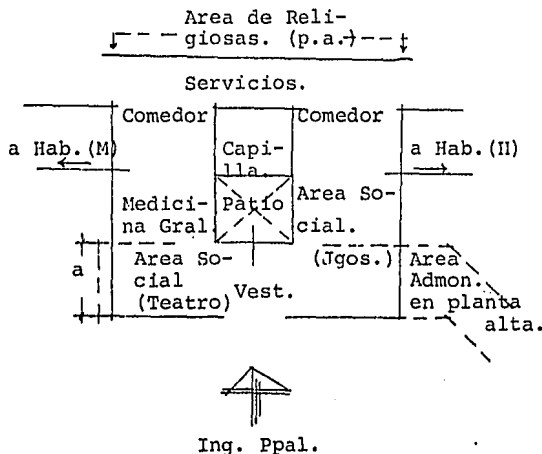 Area de Reli-
giosas. (p.a.)
Servicios.
Comedor
Comedor
a Hab.(M)
Capi-
lla.
a Hab.(H)
Medici-
na Gral.
Patio
Area So-
cial.
(Jgos.)
a
Area So-
cial
(Teatro)
Vest.
Area
Admon.
en planta
alta.
Ing. Ppal.